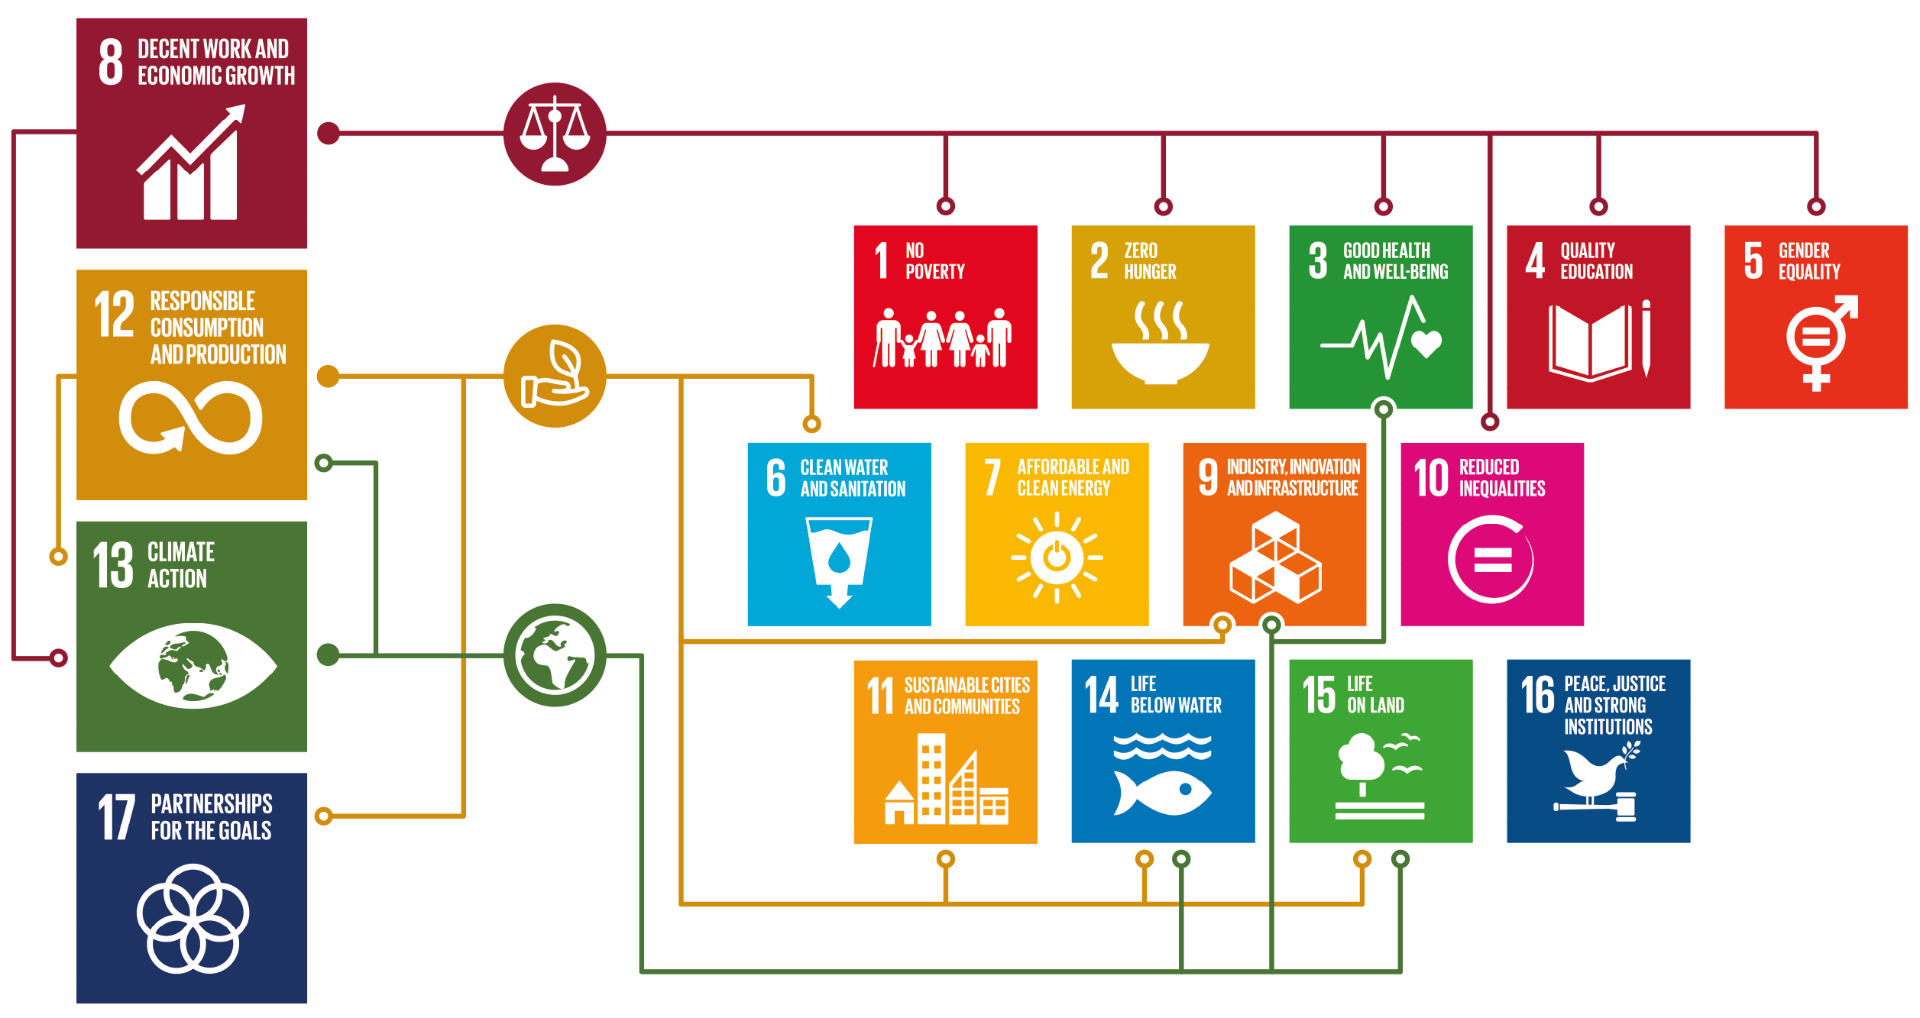 8 DECENT WORK AND
ECONOMIC GROWTH
12 RESPONSIBLE
CONSUMPTION
AND PRODUCTION
13 CLIMATE
ACTION
17 PARTNERSHIPS
FOR THE GOALS
1 NO
POVERTY
2 ZERO
HUNGER
3 GOOD HEALTH
AND WELL-BEING
4 QUALITY
EDUCATION
5 GENDER
EQUALITY
6 CLEAN WATER
AND SANITATION
7 AFFORDABLE AND
CLEAN ENERGY
9 INDUSTRY, INNOVATION
AND INFRASTRUCTURE
10 REDUCED
INEQUALITIES
11 SUSTAINABLE CITIES
AND COMMUNITIES
14 LIFE
BELOW WATER
15 LIFE
ON LAND
16 PEACE, JUSTICE
AND STRONG
INSTITUTIONS